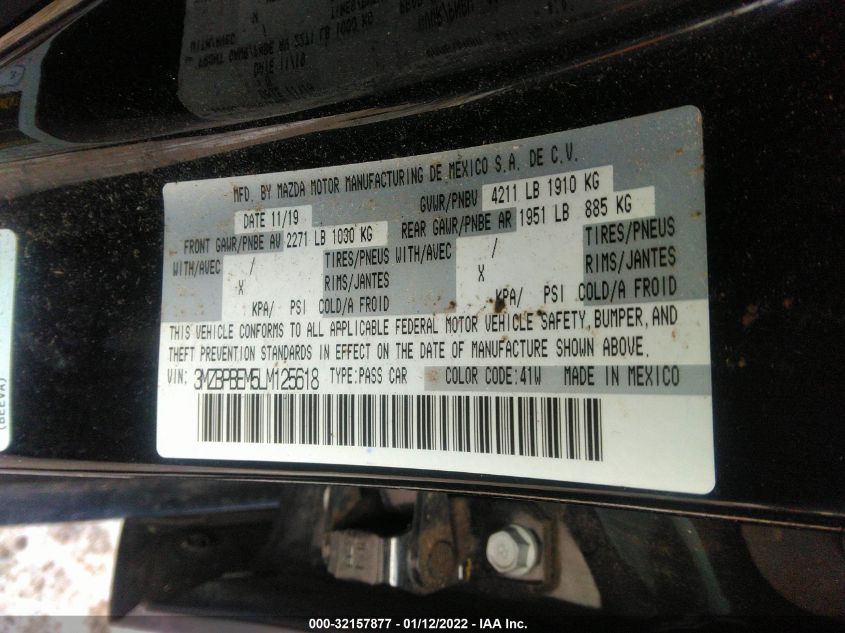 MFD. BY MAZDA MOTOR MANUFACTURING DE MEXICO S.A. DE C.V.
DATE 11/19 GVWR/PNBV 4211 LB 1910 KG
FRONT GAWR/PNBE AV 2271 LB 1030 KG REAR GAWR/PNBE AR 1951 LB 885 KG
WITH/AVEC / TIRES/PNEUS WITH/AVEC / TIRES/PNEUS
X RIMS/JANTES X RIMS/JANTES
KPA/ PSI COLD/A FROID KPA/ PSI COLD/A FROID
THIS VEHICLE CONFORMS TO ALL APPLICABLE FEDERAL MOTOR VEHICLE SAFETY, BUMPER, AND
THEFT PREVENTION STANDARDS IN EFFECT ON THE DATE OF MANUFACTURE SHOWN ABOVE.
VIN: 3MZBPBEM5LM125618 TYPE:PASS CAR COLOR CODE:41W MADE IN MEXICO
(BEEVA)
000-32157877 - 01/12/2022 - IAA Inc.